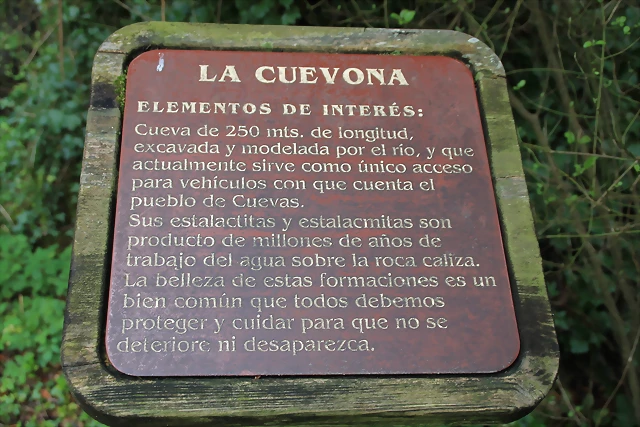 LA CUEVONA
ELEMENTOS DE INTERÉS:
Cueva de 250 mts. de longitud,
excavada y modelada por el río, y que
actualmente sirve como único acceso
para vehículos con que cuenta el
pueblo de Cuevas.
Sus estalactitas y estalacmitas son
producto de millones de años de
trabajo del agua sobre la roca caliza.
La belleza de estas formaciones es un
bien común que todos debemos
proteger y cuidar para que no se
deteriore ni desaparezca.